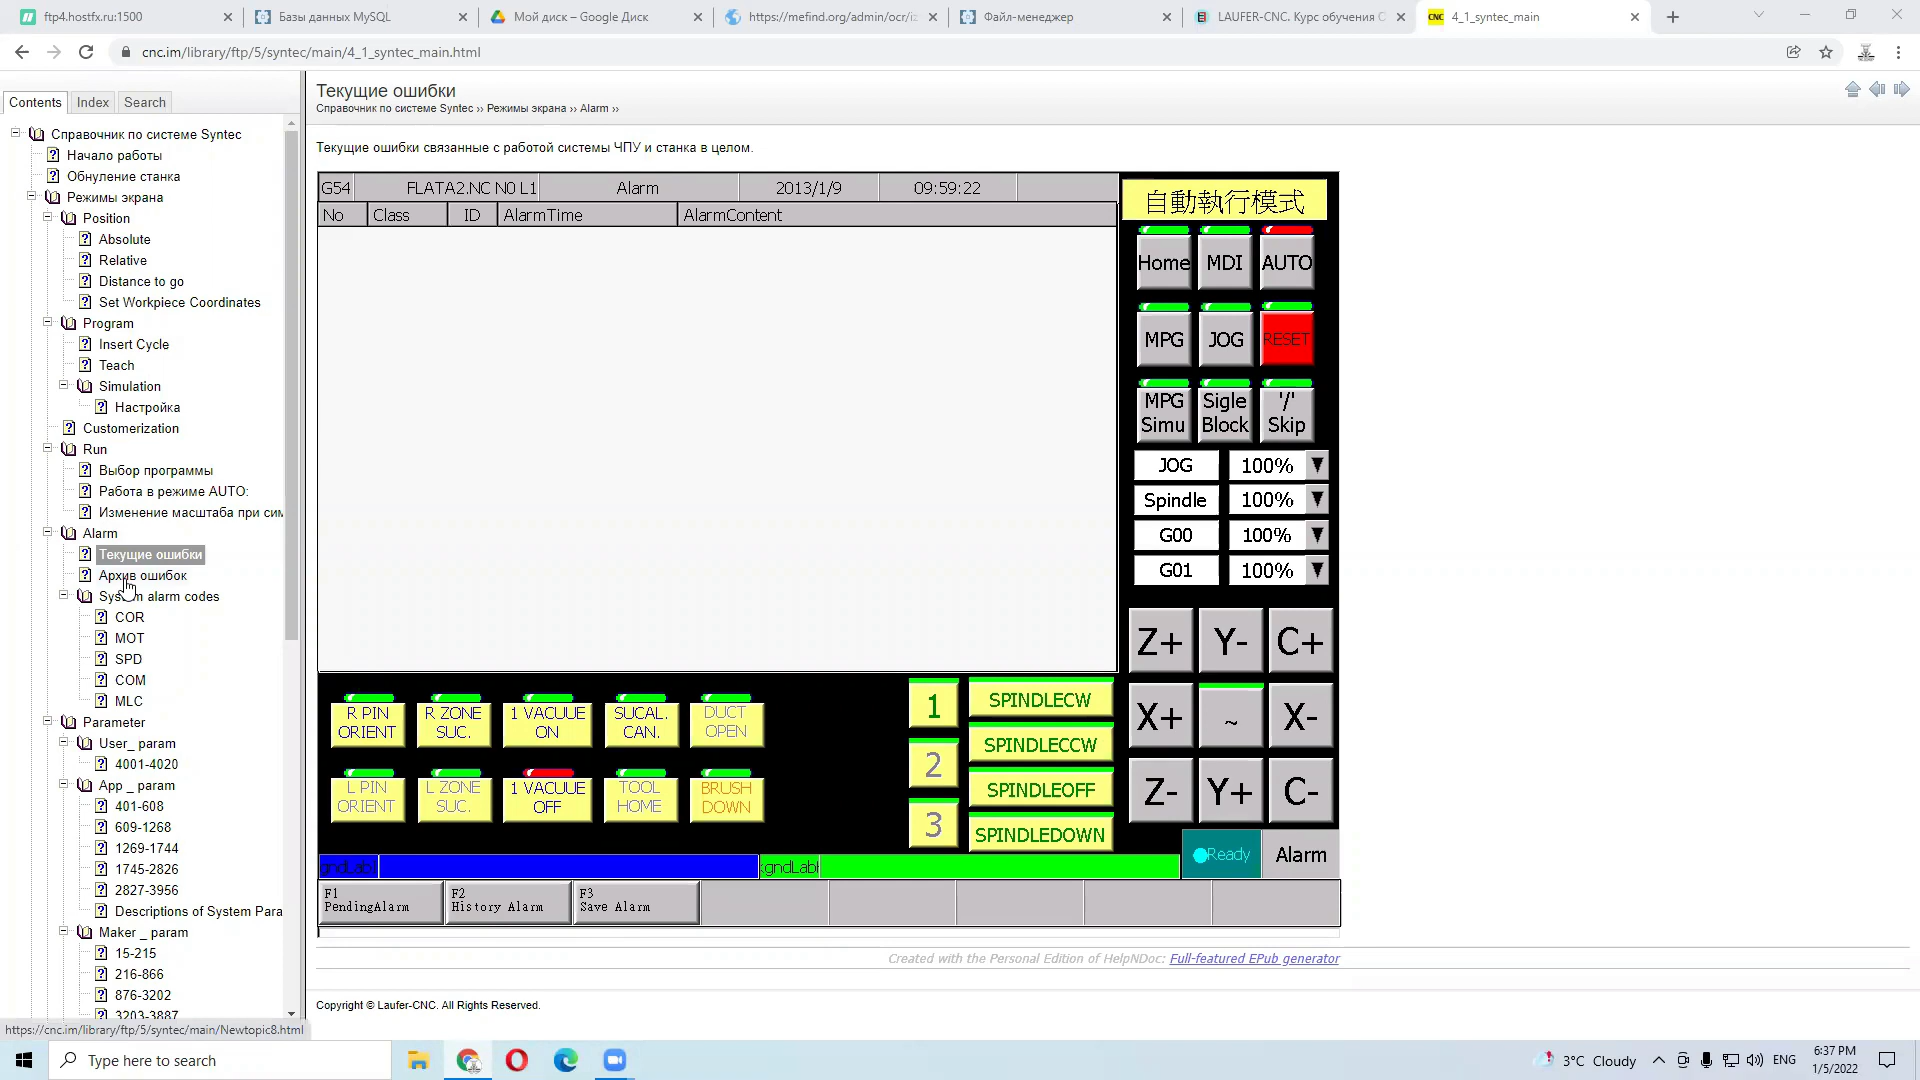 ftp4.hostfx.ru:1500
Базы данных MySQL
Мой диск – Google Диск
https://mefind.org/admin/ocr/iz
Файл-менеджер
LAUFER-CNC. Курс обучения С
CNC 4_1_syntec_main
cnc.im/library/ftp/5/syntec/main/4_1_syntec_main.html
Contents
Index
Search
Справочник по системе Syntec
Начало работы
Обнуление станка
Режимы экрана
Position
Absolute
Relative
Distance to go
Set Workpiece Coordinates
Program
Insert Cycle
Teach
Simulation
Настройка
Customerization
Run
Выбор программы
Работа в режиме AUTO:
Изменение масштаба при сим
Alarm
Текущие ошибки
Архив ошибок
System alarm codes
COR
MOT
SPD
COM
MLC
Parameter
User_ param
4001-4020
App _ param
401-608
609-1268
1269-1744
1745-2826
2827-3956
Descriptions of System Para
Maker _ param
15-215
216-866
876-3202
3203-3887
https://cnc.im/library/ftp/5/syntec/main/Newtopic8.html
Текущие ошибки
Справочник по системе Syntec ›› Режимы экрана ›› Alarm ››
Текущие ошибки связанные с работой системы ЧПУ и станка в целом.
G54 FLATA2.NC N0 L1 Alarm 2013/1/9 09:59:22
No Class ID AlarmTime AlarmContent
自動執行模式
Home MDI AUTO
MPG JOG RESET
MPG Simu
Sigle Block
'/' Skip
JOG 100%
Spindle 100%
G00 100%
G01 100%
Z+ Y- C+
X+ ~ X-
Z- Y+ C-
R PIN ORIENT
R ZONE SUC.
1 VACUUE ON
SUCAL. CAN.
DUCT OPEN
L PIN ORIENT
L ZONE SUC.
1 VACUUE OFF
TOOL HOME
BRUSH DOWN
1
2
3
SPINDLECW
SPINDLECCW
SPINDLEOFF
SPINDLEDOWN
gndLabl
gndLabl
Ready
Alarm
F1 PendingAlarm
F2 History Alarm
F3 Save Alarm
Created with the Personal Edition of HelpNDoc: Full-featured EPub generator
Copyright © Laufer-CNC. All Rights Reserved.
Type here to search
3°C Cloudy
ENG
6:37 PM
1/5/2022